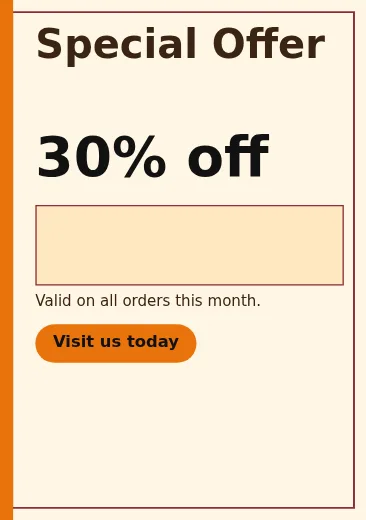 Special Offer
30% off
Valid on all orders this month.
Visit us today